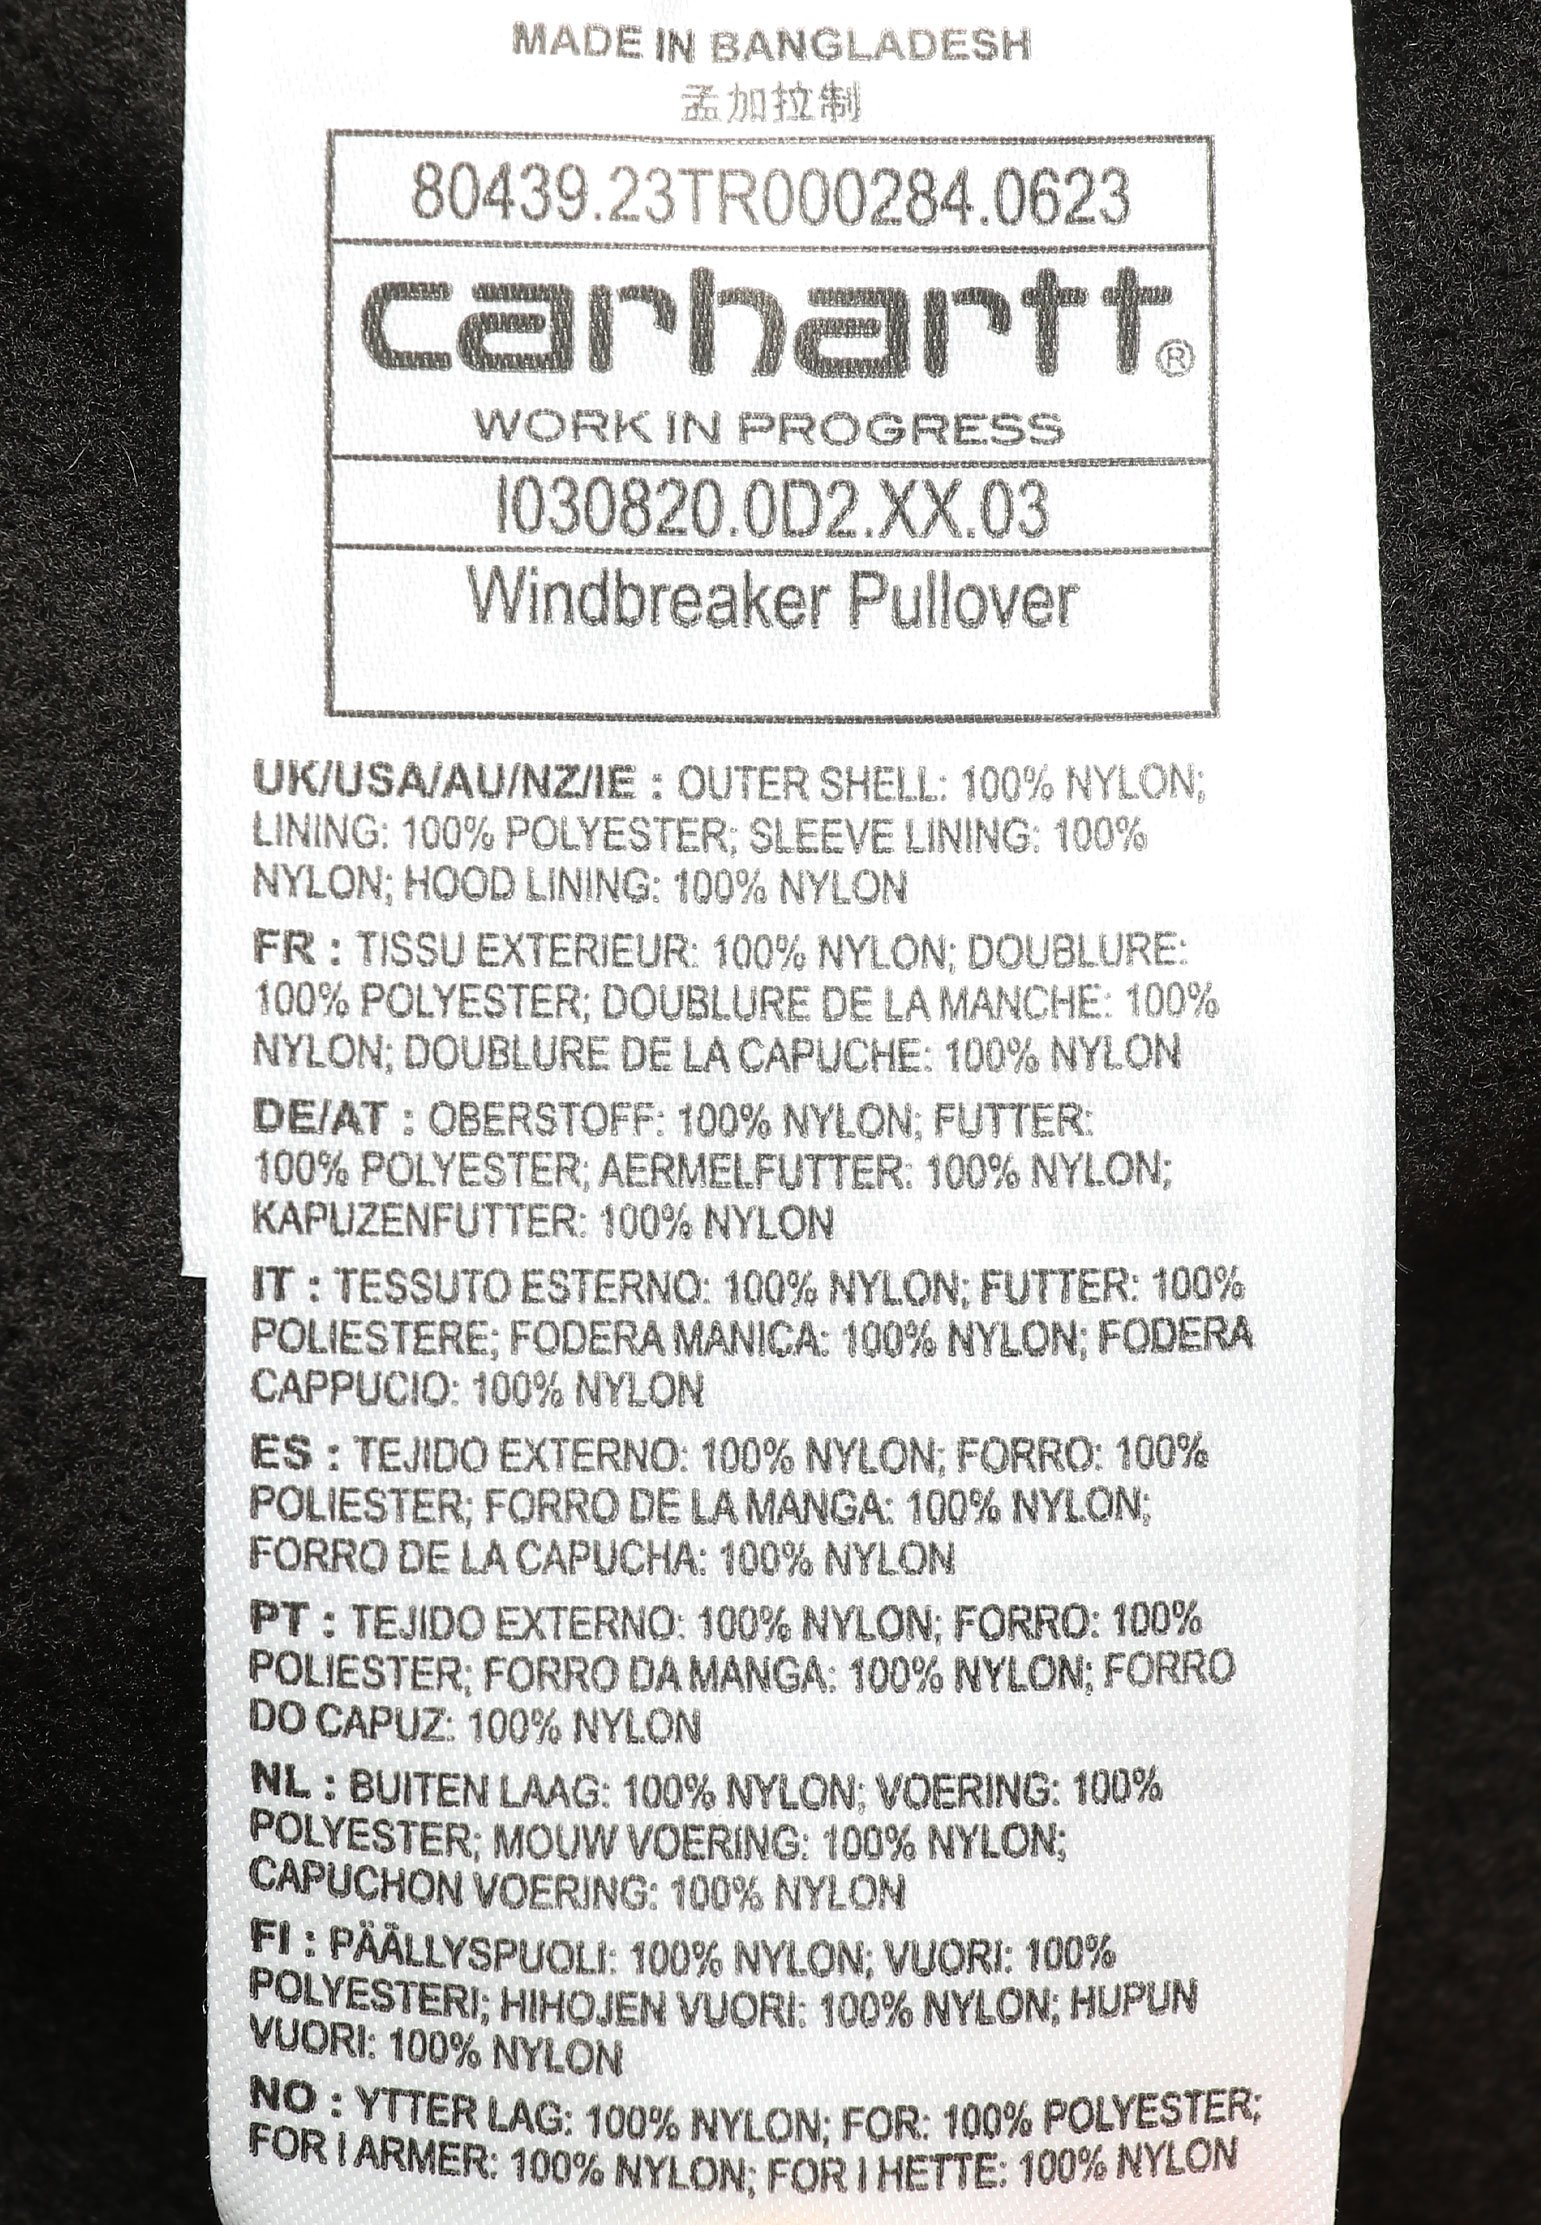 MADE IN BANGLADESH
孟加拉制
80439.23TR000284.0623
carhartt®
WORK IN PROGRESS
I030820.0D2.XX.03
Windbreaker Pullover
UK/USA/AU/NZ/IE : OUTER SHELL: 100% NYLON;
LINING: 100% POLYESTER; SLEEVE LINING: 100%
NYLON; HOOD LINING: 100% NYLON
FR : TISSU EXTERIEUR: 100% NYLON; DOUBLURE:
100% POLYESTER; DOUBLURE DE LA MANCHE: 100%
NYLON; DOUBLURE DE LA CAPUCHE: 100% NYLON
DE/AT : OBERSTOFF: 100% NYLON; FUTTER:
100% POLYESTER; AERMELFUTTER: 100% NYLON;
KAPUZENFUTTER: 100% NYLON
IT : TESSUTO ESTERNO: 100% NYLON; FUTTER: 100%
POLIESTERE; FODERA MANICA: 100% NYLON; FODERA
CAPPUCIO: 100% NYLON
ES : TEJIDO EXTERNO: 100% NYLON; FORRO: 100%
POLIESTER; FORRO DE LA MANGA: 100% NYLON;
FORRO DE LA CAPUCHA: 100% NYLON
PT : TEJIDO EXTERNO: 100% NYLON; FORRO: 100%
POLIESTER; FORRO DA MANGA: 100% NYLON; FORRO
DO CAPUZ: 100% NYLON
NL : BUITEN LAAG: 100% NYLON; VOERING: 100%
POLYESTER; MOUW VOERING: 100% NYLON;
CAPUCHON VOERING: 100% NYLON
FI : PÄÄLLYSPUOLI: 100% NYLON; VUORI: 100%
POLYESTERI; HIHOJEN VUORI: 100% NYLON; HUPUN
VUORI: 100% NYLON
NO : YTTER LAG: 100% NYLON; FOR: 100% POLYESTER;
FOR I ARMER: 100% NYLON; FOR I HETTE: 100% NYLON